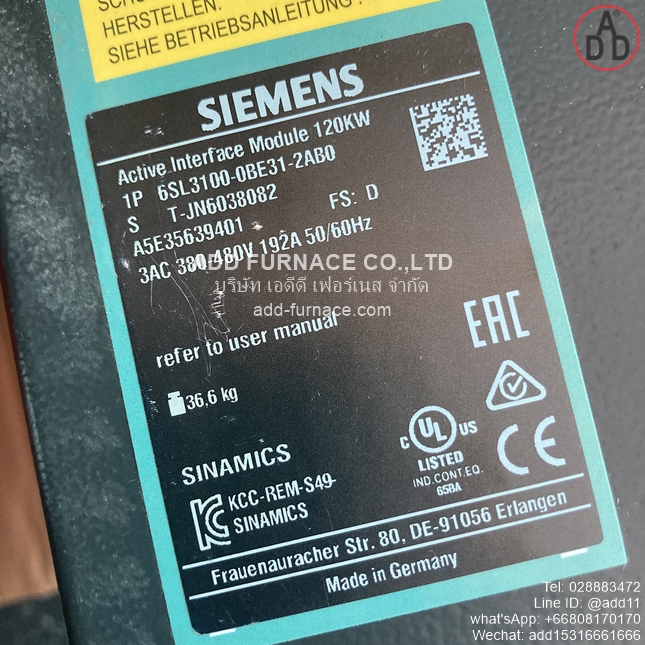 SCHU
HERSTELLEN.
SIEHE BETRIEBSANLEITUNG !
ADD
SIEMENS
Active Interface Module 120KW
1P 6SL3100-0BE31-2AB0
S T-JN6038082
A5E35639401 FS: D
3AC 380-480V 192A 50/60Hz
ADD FURNACE CO.,LTD
บริษัท เอดีดี เฟอร์เนส จำกัด
add-furnace.com
refer to user manual
EAC
36,6 kg
C UL US
LISTED
IND.CONT.EQ.
65BA
CE
SINAMICS
KCC-REM-S49-
SINAMICS
Frauenauracher Str. 80, DE-91056 Erlangen
Made in Germany
Tel: 028883472
Line ID: @add11
what'sApp: +66808170170
Wechat: add15316661666